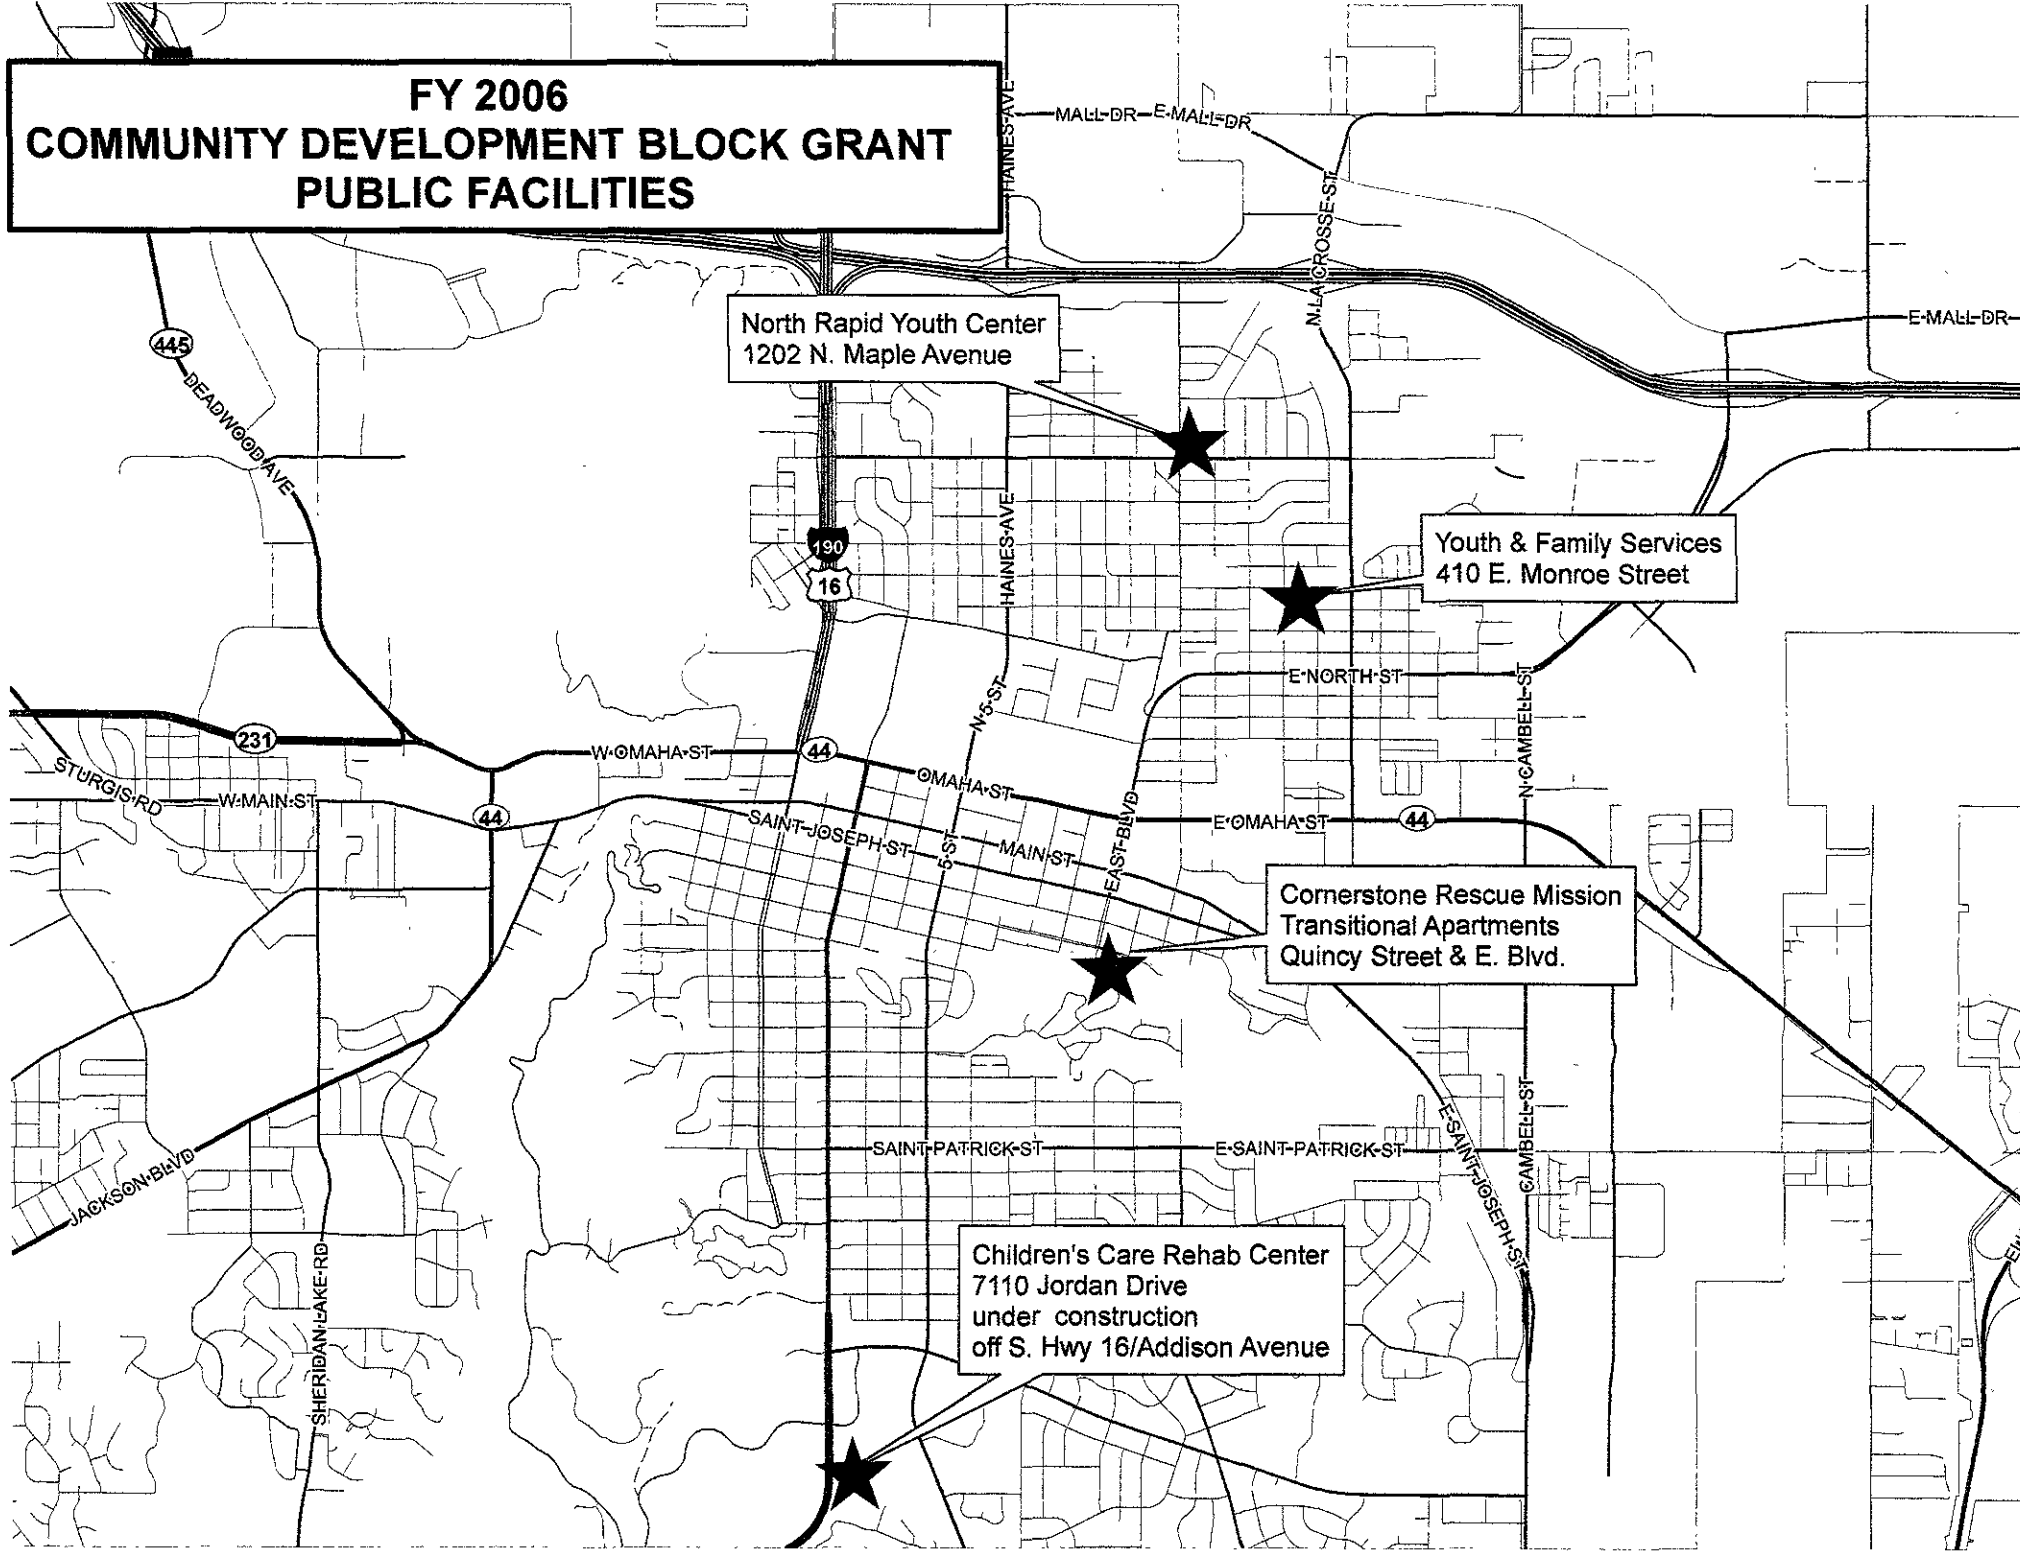 FY 2006
COMMUNITY DEVELOPMENT BLOCK GRANT
PUBLIC FACILITIES
HAINES AVE
MALL DR
E MALL DR
N LACROSSE ST
E MALL DR
North Rapid Youth Center
1202 N. Maple Avenue
445
DEADWOOD AVE
190
16
HAINES AVE
Youth & Family Services
410 E. Monroe Street
E NORTH ST
N CAMBELL ST
N 5 ST
231
STURGIS RD
W MAIN ST
W OMAHA ST
44
OMAHA ST
44
SAINT JOSEPH ST
5 ST
MAIN ST
EAST BLVD
E OMAHA ST
44
Cornerstone Rescue Mission
Transitional Apartments
Quincy Street & E. Blvd.
SAINT PATRICK ST
E SAINT PATRICK ST
E SAINT JOSEPH ST
CAMBELL ST
JACKSON BLVD
SHERIDAN LAKE RD
Children's Care Rehab Center
7110 Jordan Drive
under construction
off S. Hwy 16/Addison Avenue